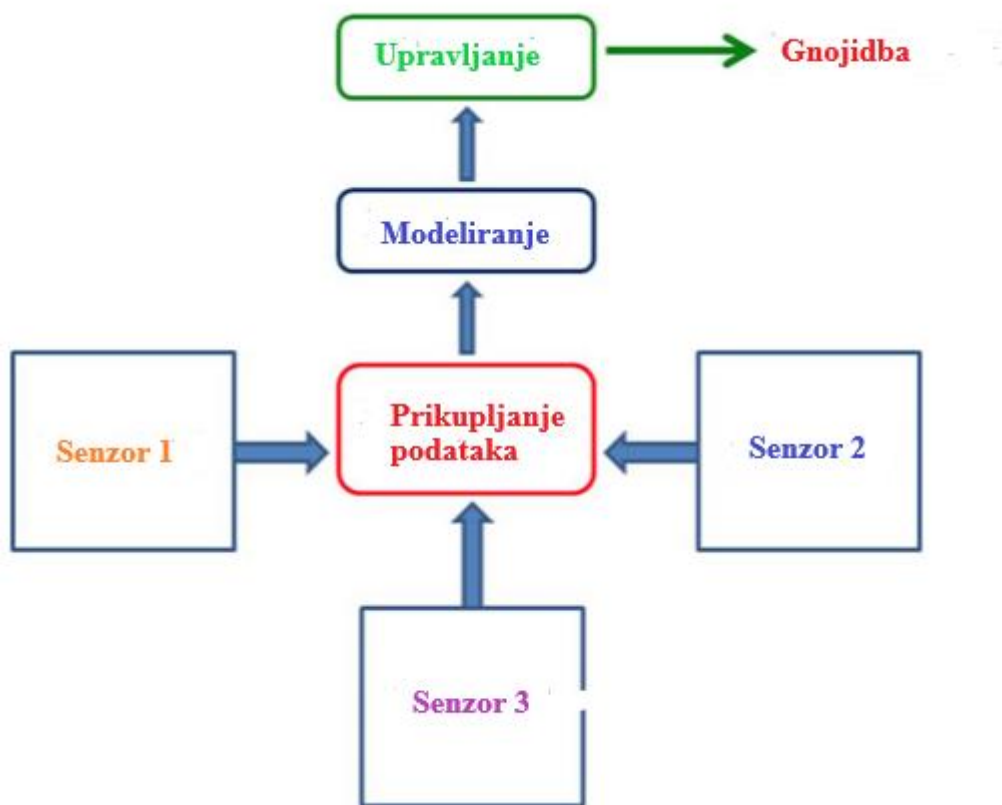 Upravljanje
Gnojidba
Modeliranje
Senzor 1
Prikupljanje
podataka
Senzor 2
Senzor 3